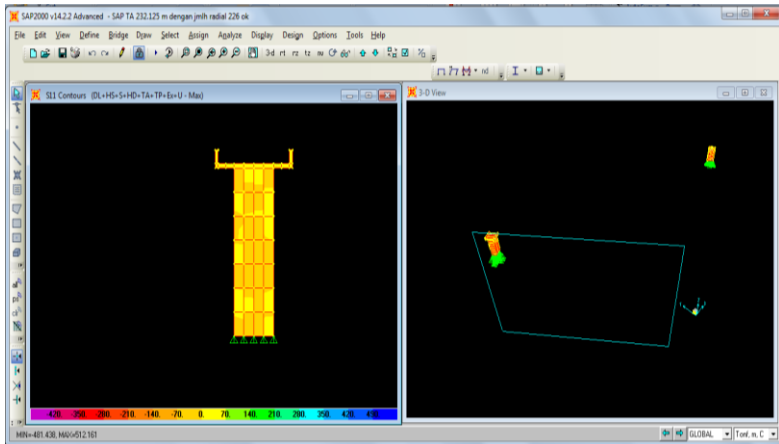 SAP2000 v14.2.2 Advanced - SAP TA 232.125 m dengan jmlh radial 226 ok
File Edit View Define Bridge Draw Select Assign Analyze Display Design Options Tools Help
3-d
nd
S11 Contours (DL+HS+S+HD+TA+TP+Ex+U - Max)
3-D View
-420. -350. -280. -210. -140. -70. 0. 70. 140. 210. 280. 350. 420.
MIN=-481.438, MAX=512.161
GLOBAL
Tonf, m, C